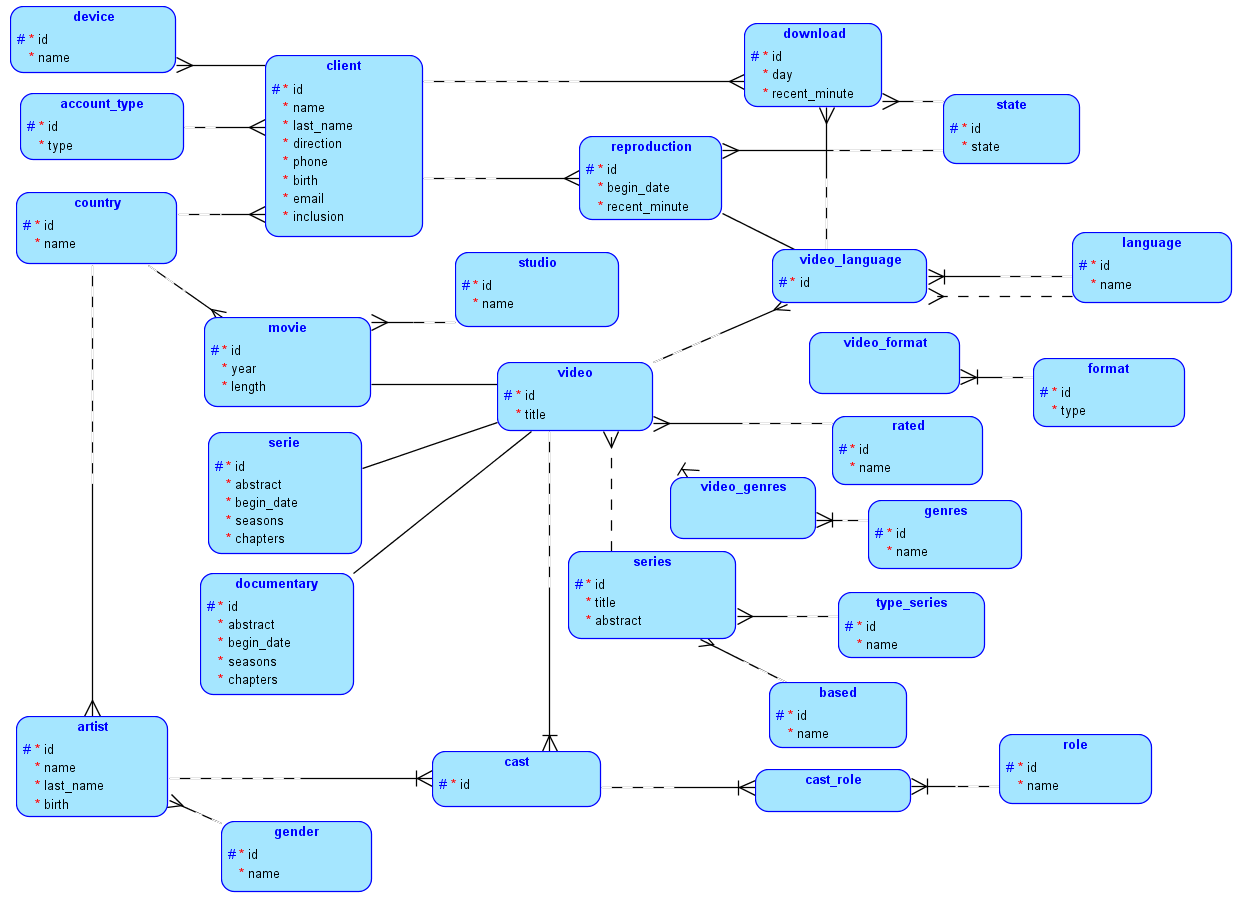 device
# * id
* name
account_type
# * id
* type
country
# * id
* name
client
# * id
* name
* last_name
* direction
* phone
* birth
* email
* inclusion
download
# * id
* day
* recent_minute
state
# * id
* state
reproduction
# * id
* begin_date
* recent_minute
studio
# * id
* name
video_language
# * id
language
# * id
* name
movie
# * id
* year
* length
video
# * id
* title
video_format
format
# * id
* type
rated
# * id
* name
serie
# * id
* abstract
* begin_date
* seasons
* chapters
video_genres
genres
# * id
* name
documentary
# * id
* abstract
* begin_date
* seasons
* chapters
series
# * id
* title
* abstract
type_series
# * id
* name
based
# * id
* name
artist
# * id
* name
* last_name
* birth
cast
# * id
cast_role
role
# * id
* name
gender
# * id
* name